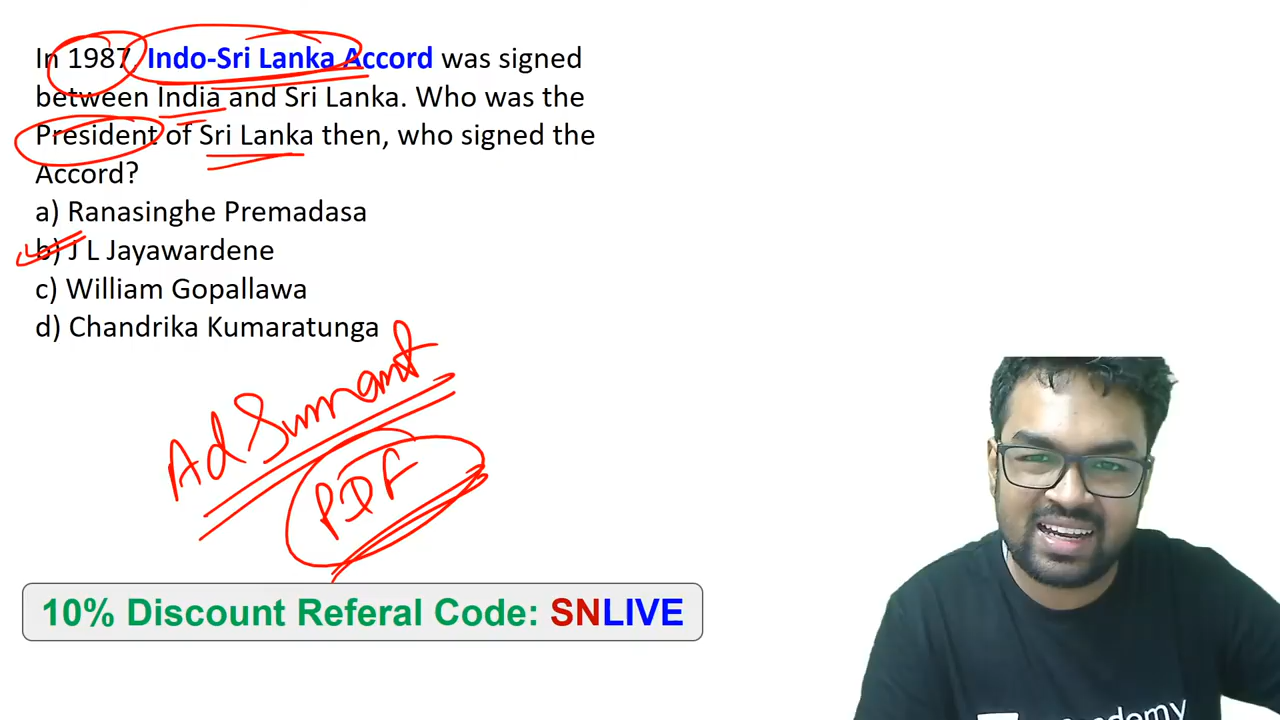 In 1987, Indo-Sri Lanka Accord was signed
between India and Sri Lanka. Who was the
President of Sri Lanka then, who signed the
Accord?
a) Ranasinghe Premadasa
b) J L Jayawardene
c) William Gopallawa
d) Chandrika Kumaratunga
Ad Sumant
PDF
10% Discount Referal Code: SNLIVE